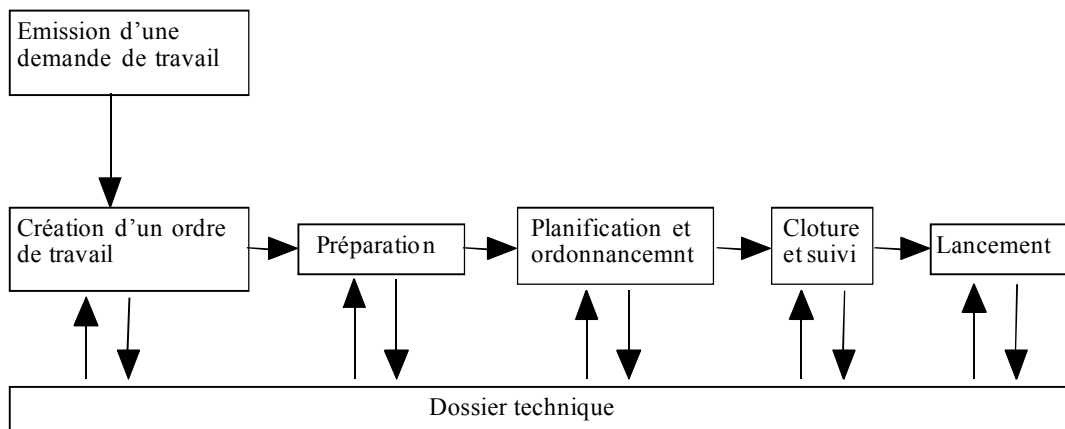 Emission d’une
demande de travail
Création d’un ordre
de travail
Préparation
Planification et
ordonnancemnt
Cloture
et suivi
Lancement
Dossier technique